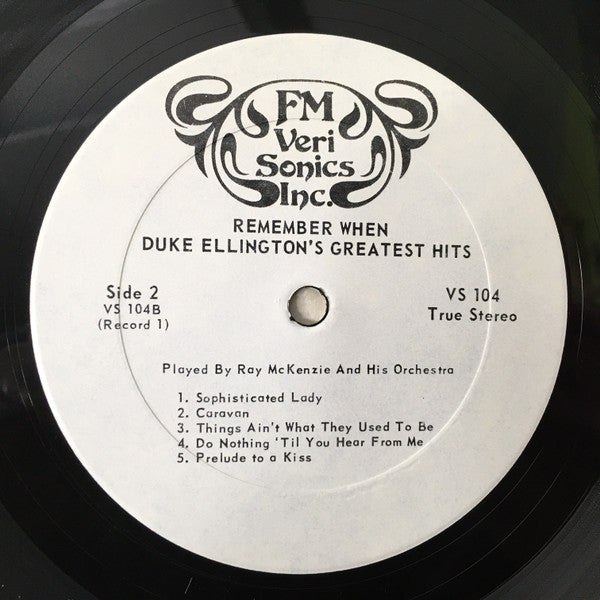 FM
Veri
Sonics
Inc.
REMEMBER WHEN
DUKE ELLINGTON'S GREATEST HITS
Side 2
VS 104B
(Record 1)
VS 104
True Stereo
Played By Ray McKenzie And His Orchestra
1. Sophisticated Lady
2. Caravan
3. Things Ain't What They Used To Be
4. Do Nothing 'Til You Hear From Me
5. Prelude to a Kiss